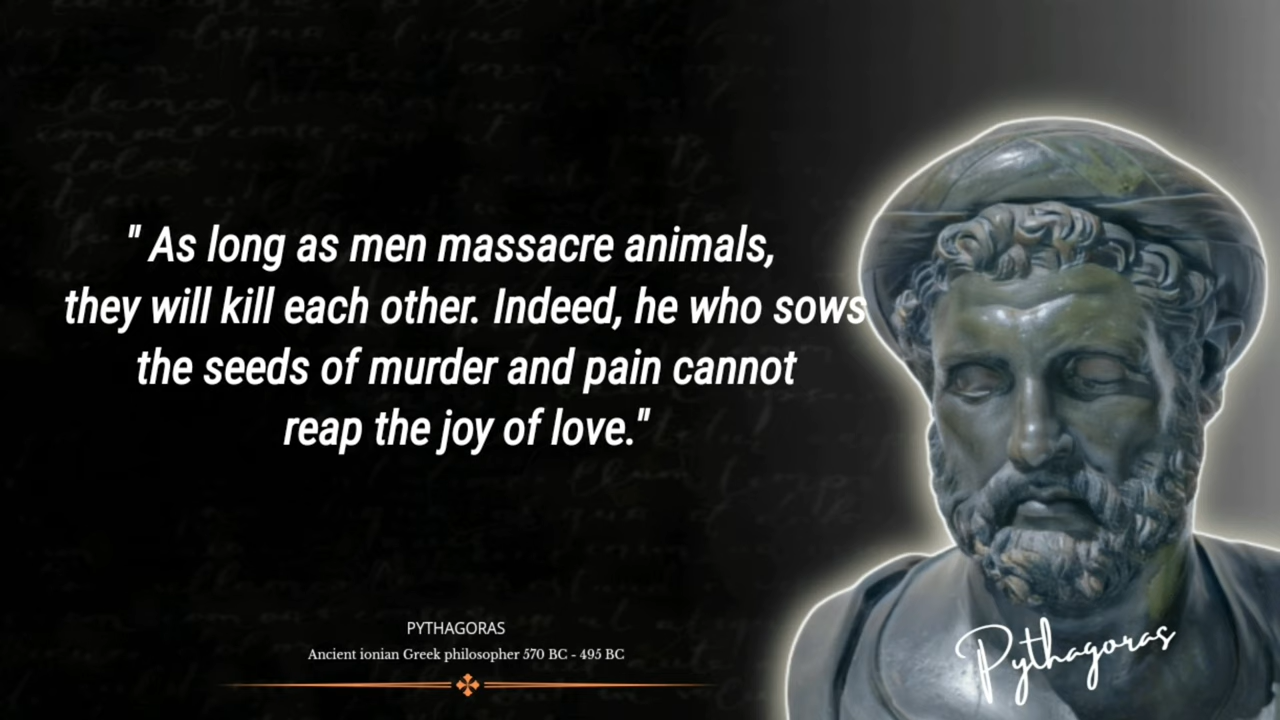 " As long as men massacre animals,
they will kill each other. Indeed, he who sows
the seeds of murder and pain cannot
reap the joy of love."
PYTHAGORAS
Ancient ionian Greek philosopher 570 BC - 495 BC
Pythagoras